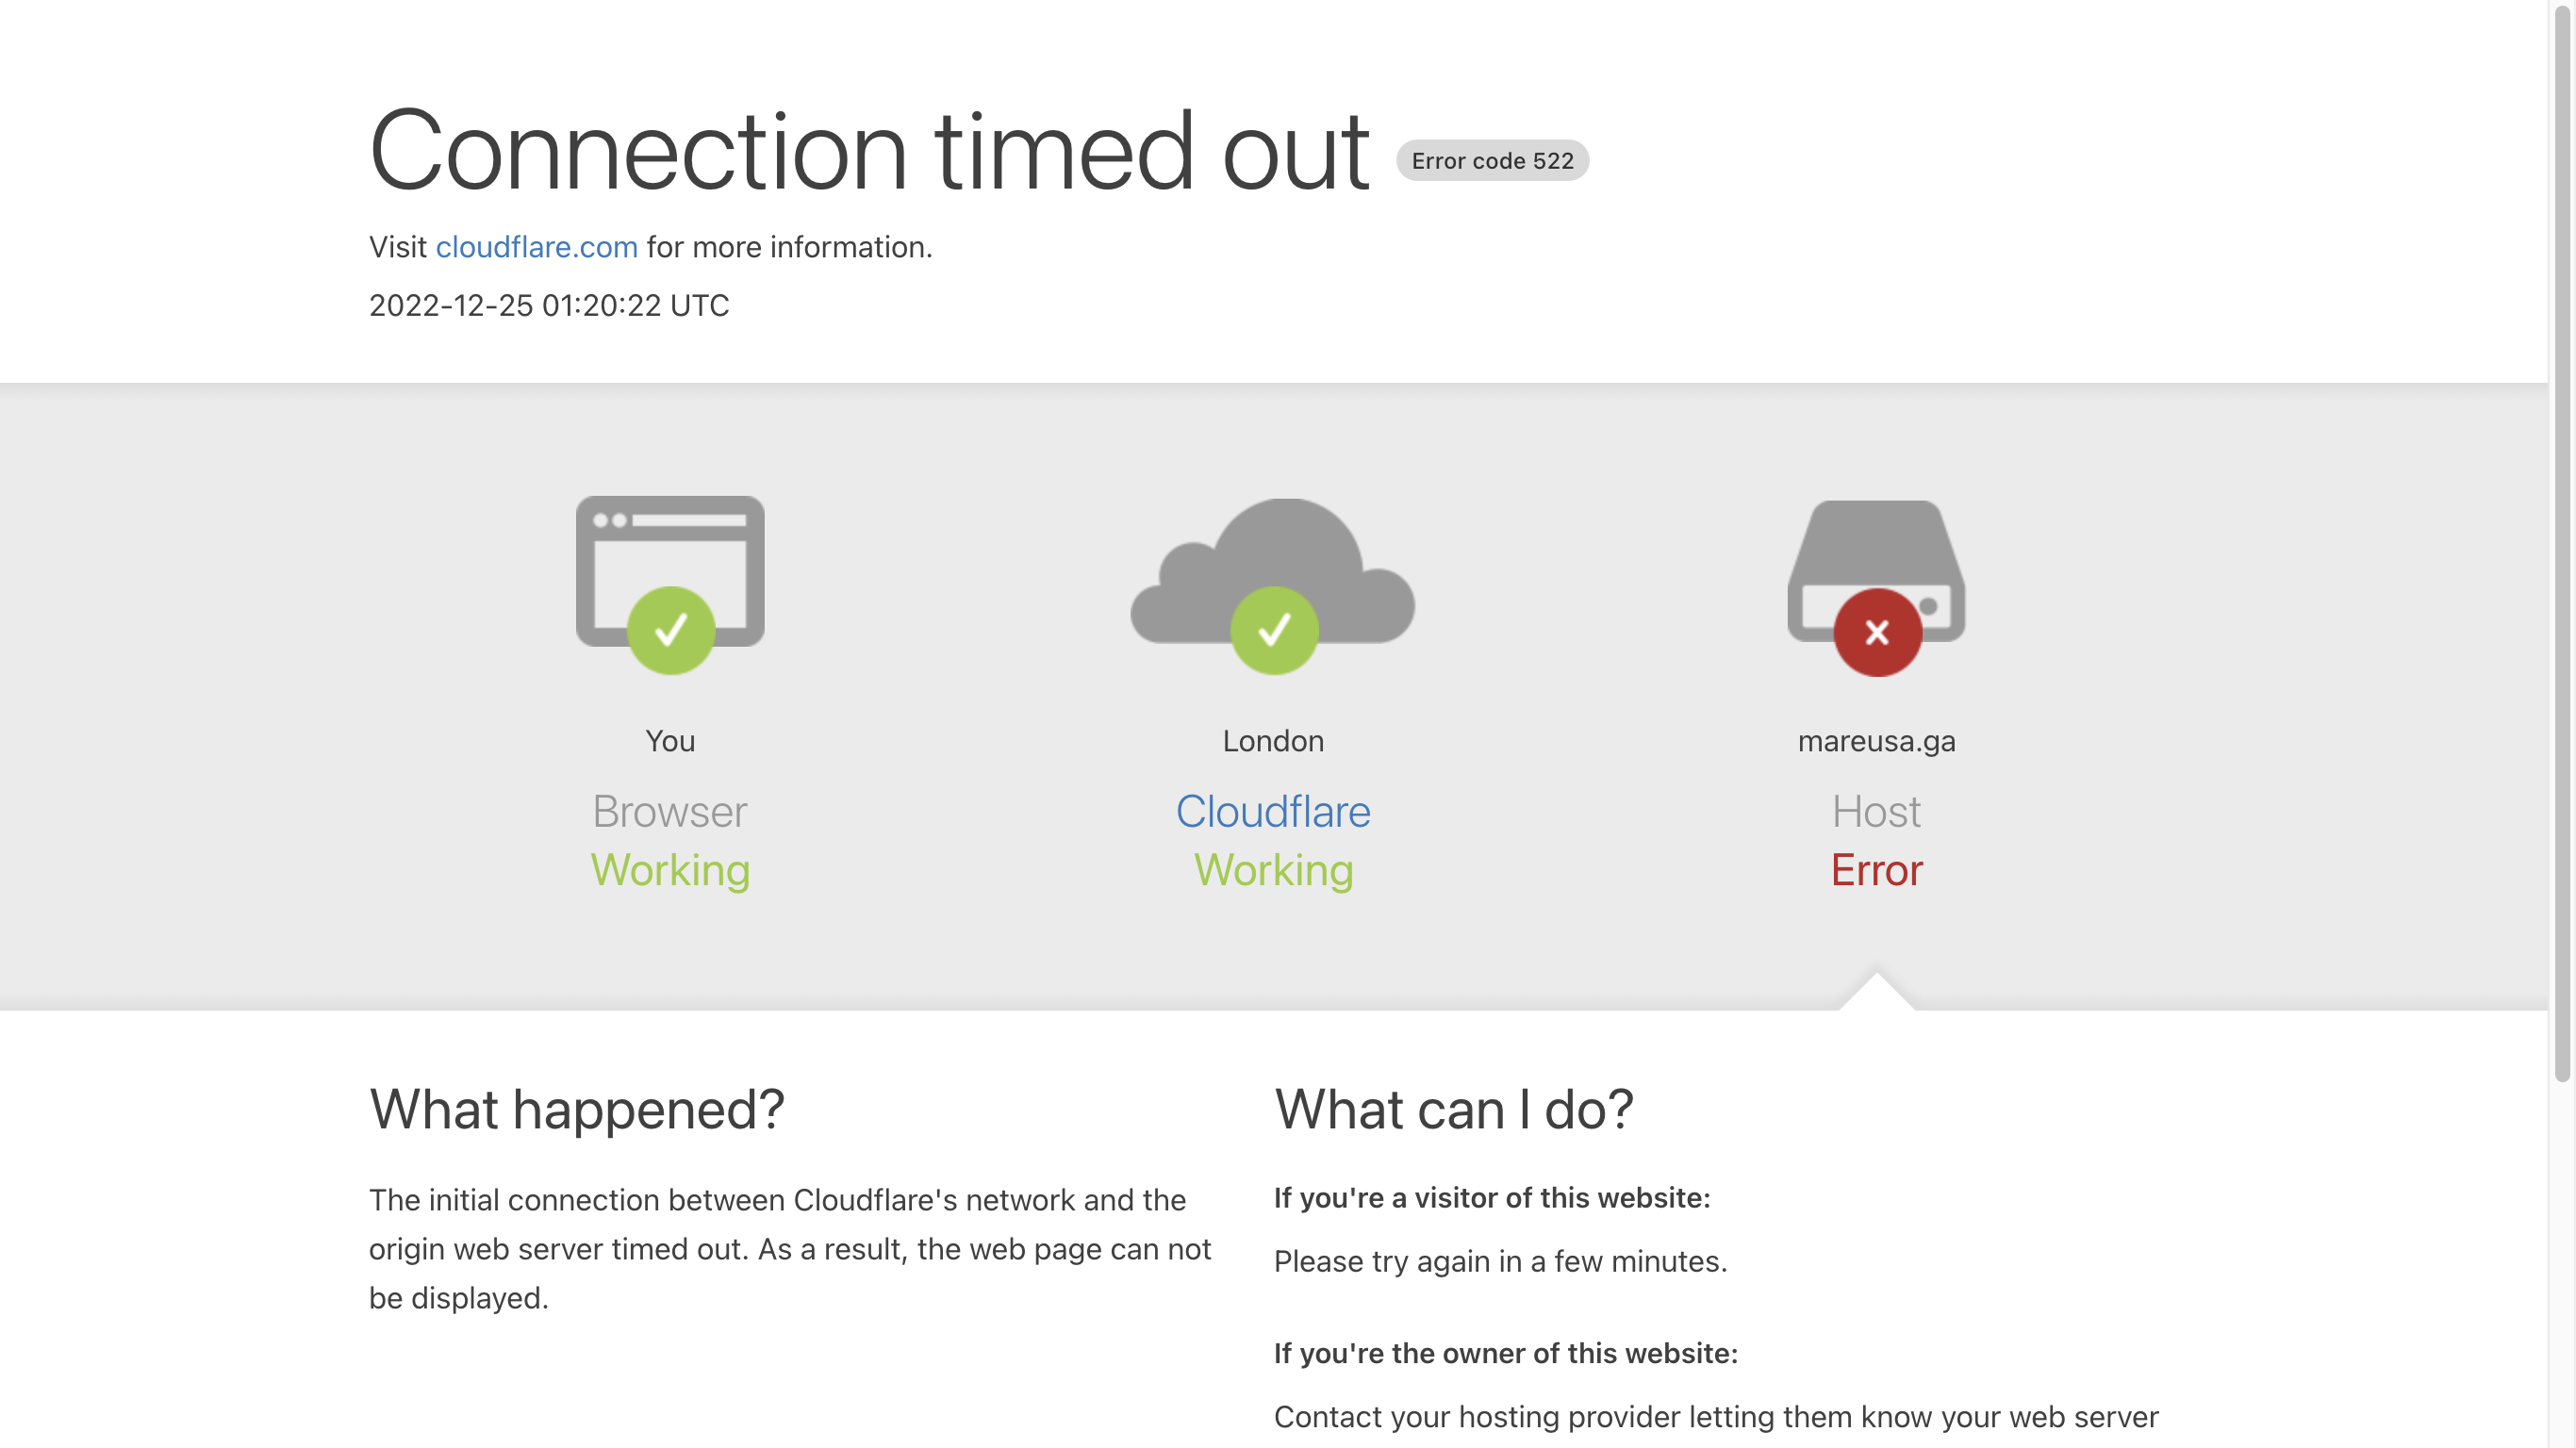 Connection timed out Error code 522
Visit cloudflare.com for more information.
2022-12-25 01:20:22 UTC
You
Browser
Working
London
Cloudflare
Working
mareusa.ga
Host
Error
What happened?
The initial connection between Cloudflare's network and the
origin web server timed out. As a result, the web page can not
be displayed.
What can I do?
If you're a visitor of this website:
Please try again in a few minutes.
If you're the owner of this website:
Contact your hosting provider letting them know your web server